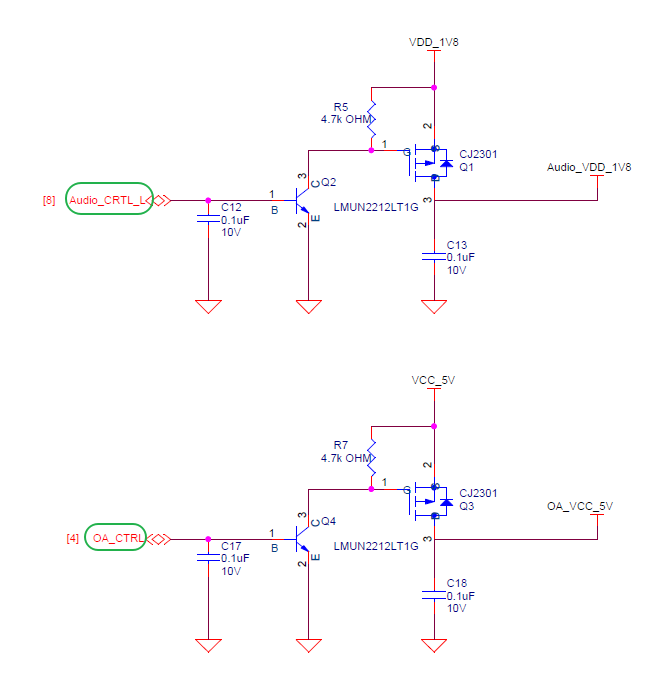 VDD_1V8
R5
4.7k OHM
2
1
G
S
CJ2301
Q1
D
3
Audio_VDD_1V8
[8]
Audio_CRTL_L
1
B
3
C
Q2
2
E
LMUN2212LT1G
C12
0.1uF
10V
C13
0.1uF
10V
VCC_5V
R7
4.7k OHM
2
1
G
S
CJ2301
Q3
D
3
OA_VCC_5V
[4]
OA_CTRL
1
B
3
C
Q4
2
E
LMUN2212LT1G
C17
0.1uF
10V
C18
0.1uF
10V